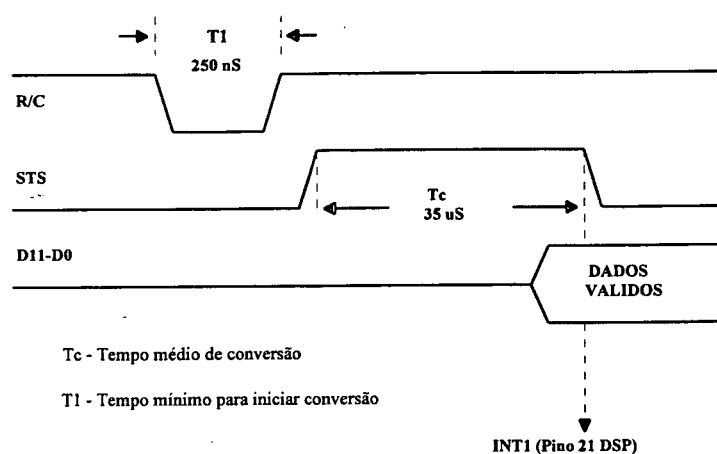 T1
250 nS
R/C
STS
Tc
35 uS
D11-D0
DADOS
VALIDOS
Tc - Tempo médio de conversão
T1 - Tempo mínimo para iniciar conversão
INT1 (Pino 21 DSP)